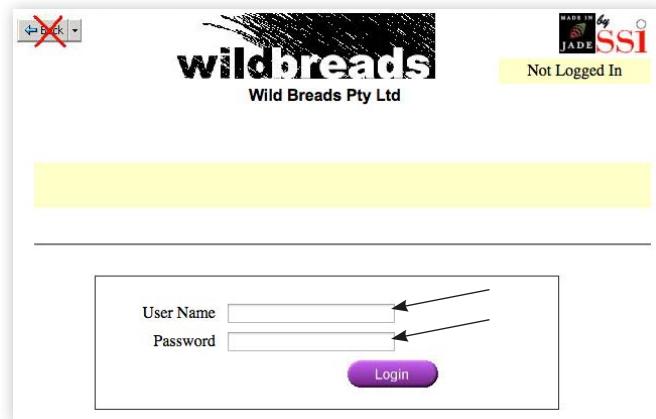 Back
MADE IN
by
JADE
SSi
wildbreads
Not Logged In
Wild Breads Pty Ltd
User Name
Password
Login